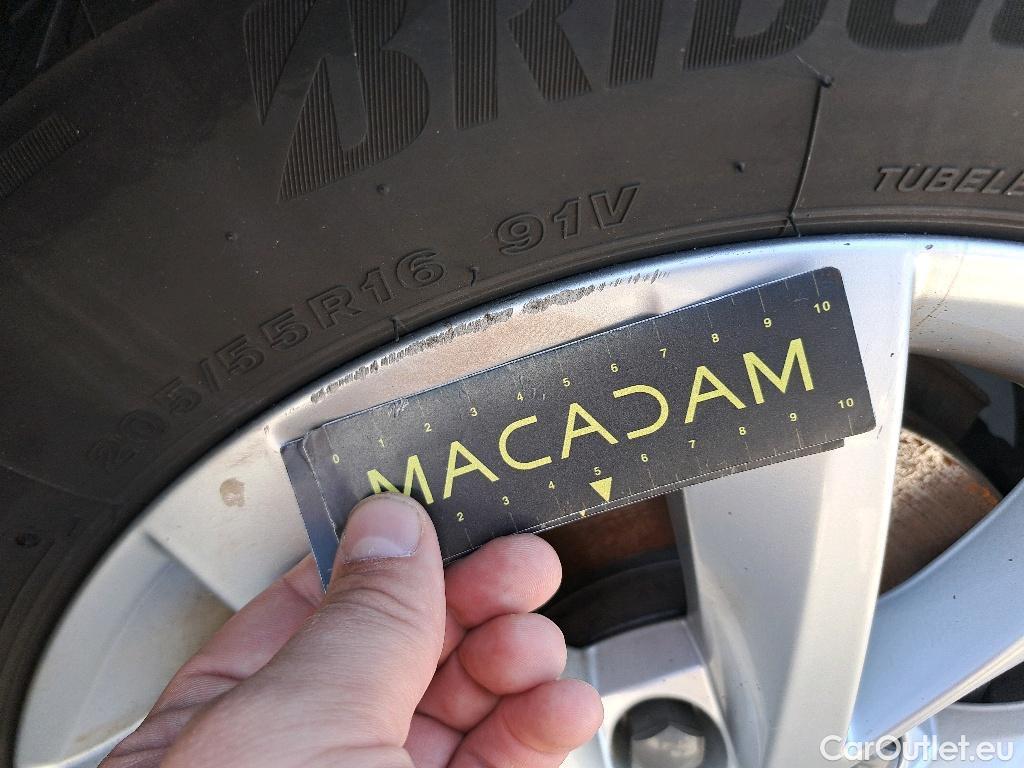 BRIDG
TUBELE
205/55R16 91V
0 1 2 3 4 5 6 7 8 9 10
MACADAM
2 3 4 5 6 7 8 9 10
CarOutlet.eu